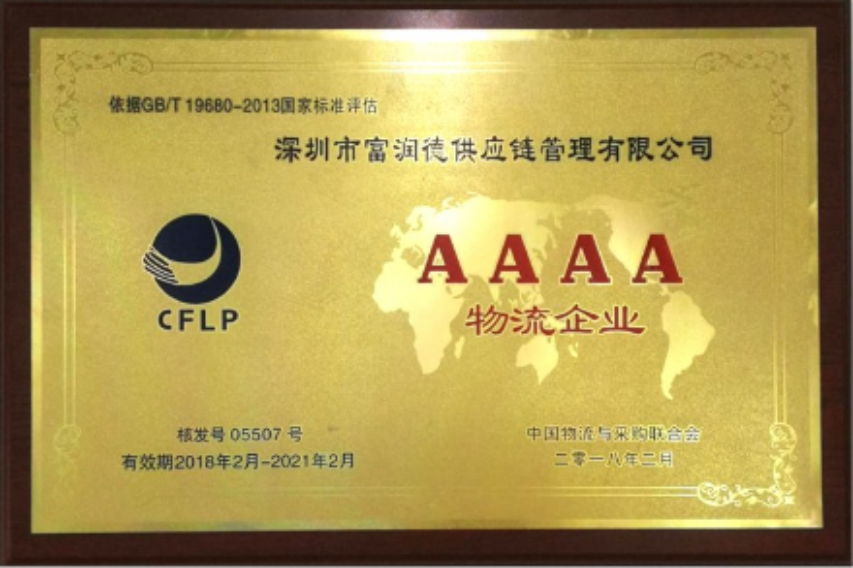 依据GB/T 19680-2013国家标准评估
深圳市富润德供应链管理有限公司
CFLP
AAAA
物流企业
核发号 05507 号
有效期2018年2月-2021年2月
中国物流与采购联合会
二零一八年二月